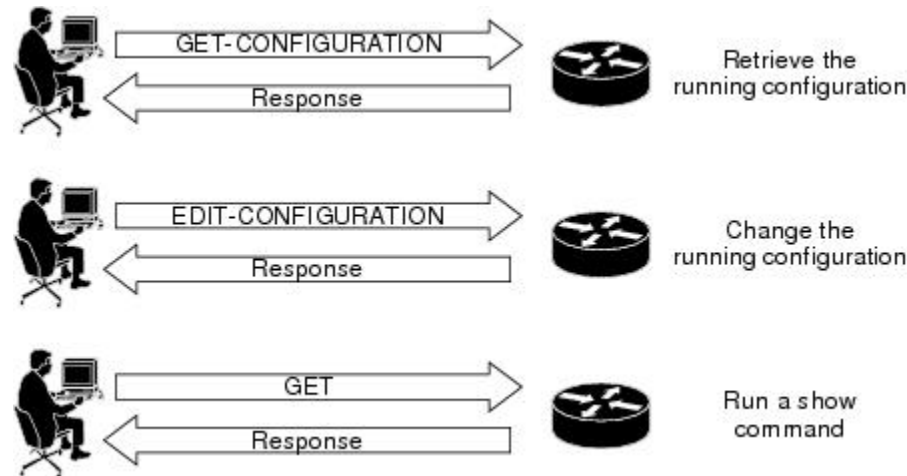 GET-CONFIGURATION
Response
Retrieve the
running configuration
EDIT-CONFIGURATION
Response
Change the
running configuration
GET
Response
Run a show
command